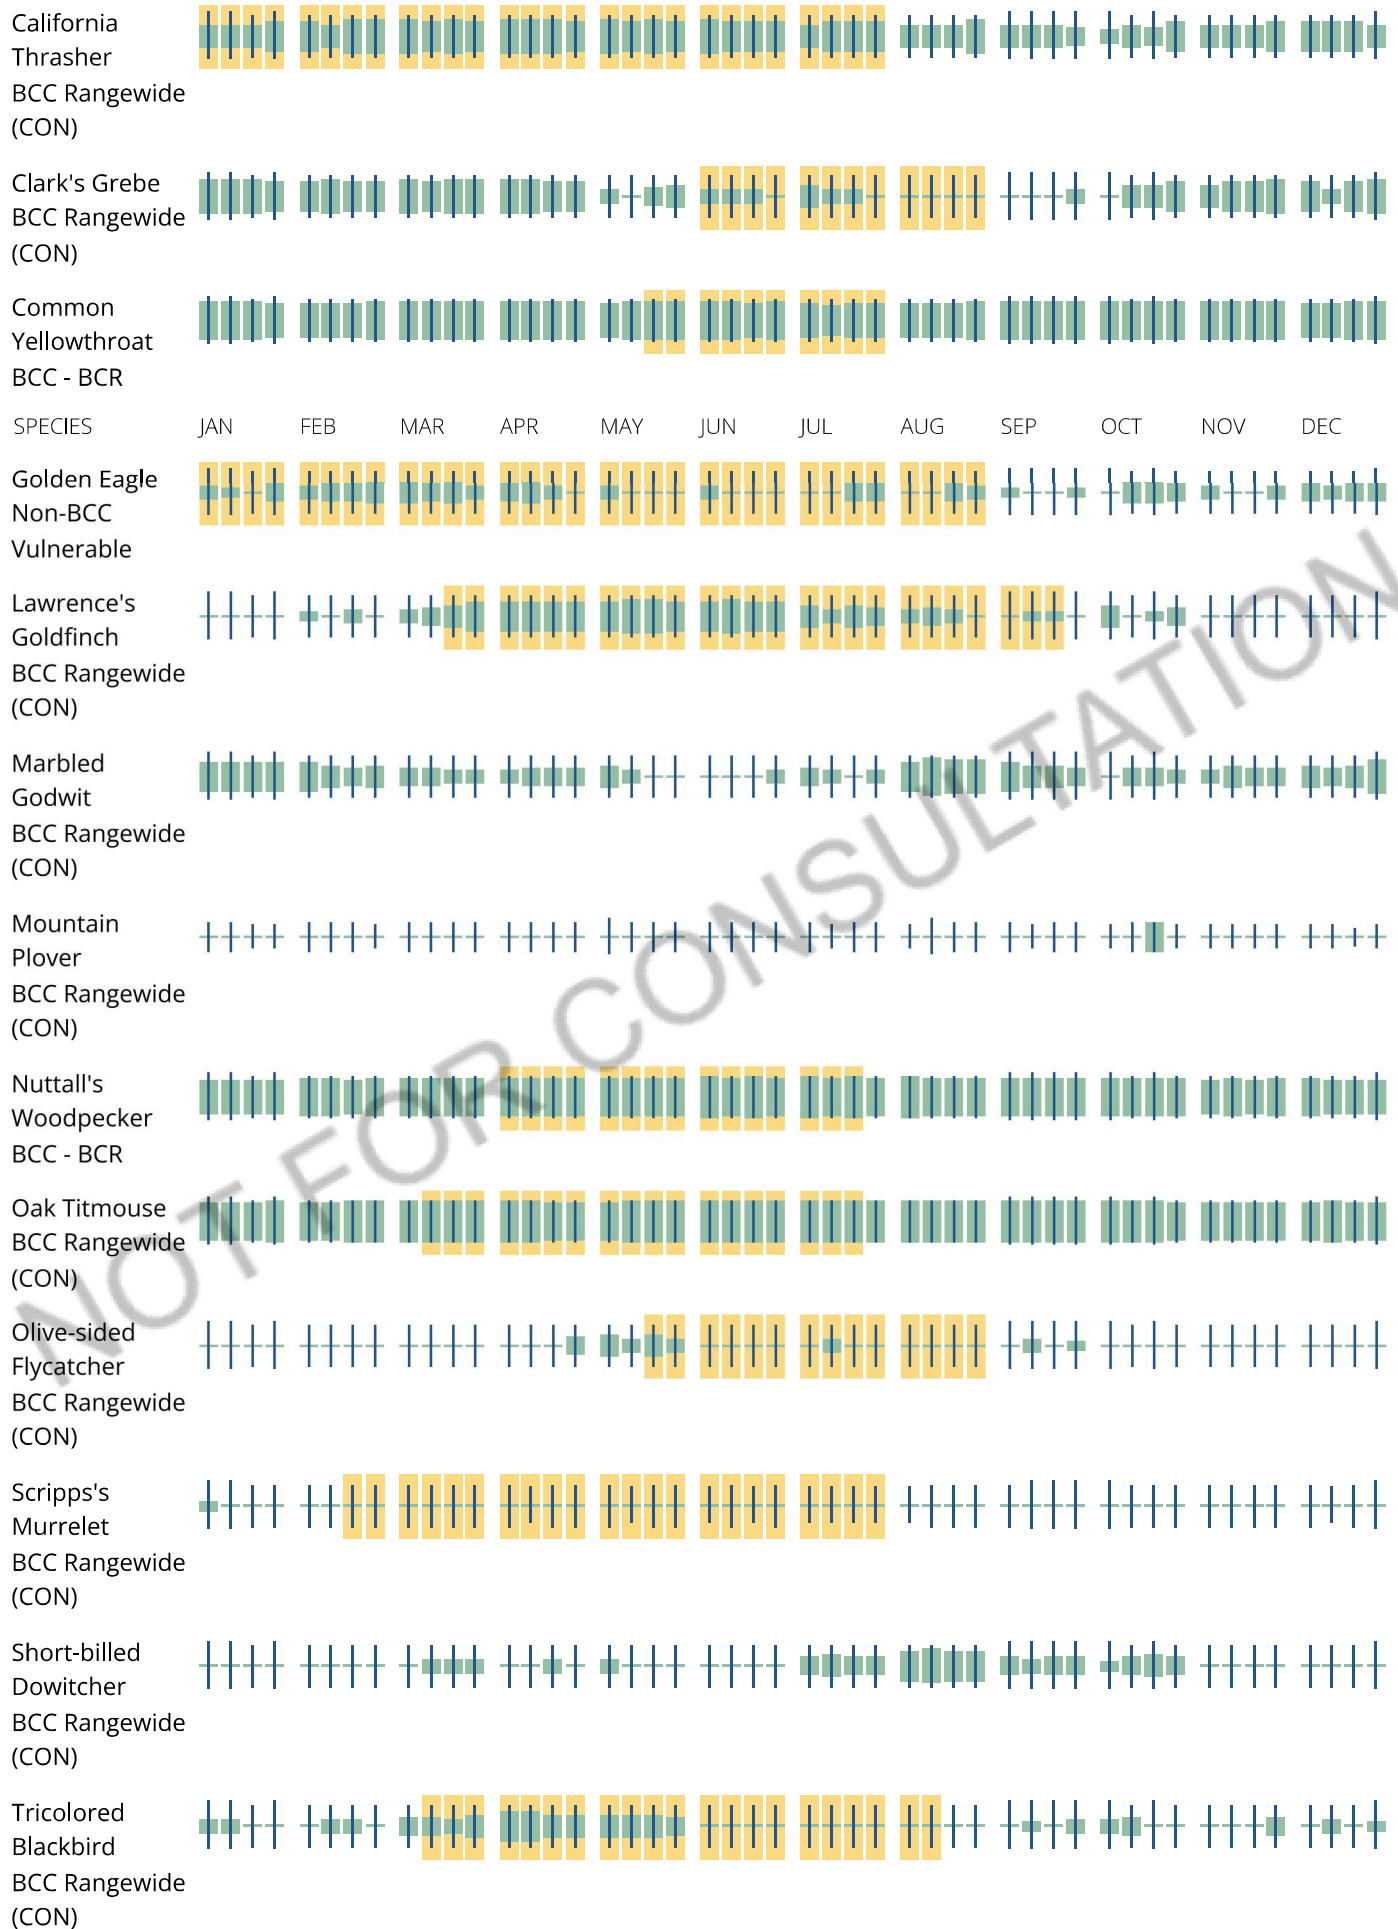 California
Thrasher
BCC Rangewide
(CON)
Clark's Grebe
BCC Rangewide
(CON)
Common
Yellowthroat
BCC - BCR
SPECIES JAN FEB MAR APR MAY JUN JUL AUG SEP OCT NOV DEC
Golden Eagle
Non-BCC
Vulnerable
Lawrence's
Goldfinch
BCC Rangewide
(CON)
Marbled
Godwit
BCC Rangewide
(CON)
Mountain
Plover
BCC Rangewide
(CON)
Nuttall's
Woodpecker
BCC - BCR
Oak Titmouse
BCC Rangewide
(CON)
Olive-sided
Flycatcher
BCC Rangewide
(CON)
Scripps's
Murrelet
BCC Rangewide
(CON)
Short-billed
Dowitcher
BCC Rangewide
(CON)
Tricolored
Blackbird
BCC Rangewide
(CON)
NOT FOR CONSULTATION